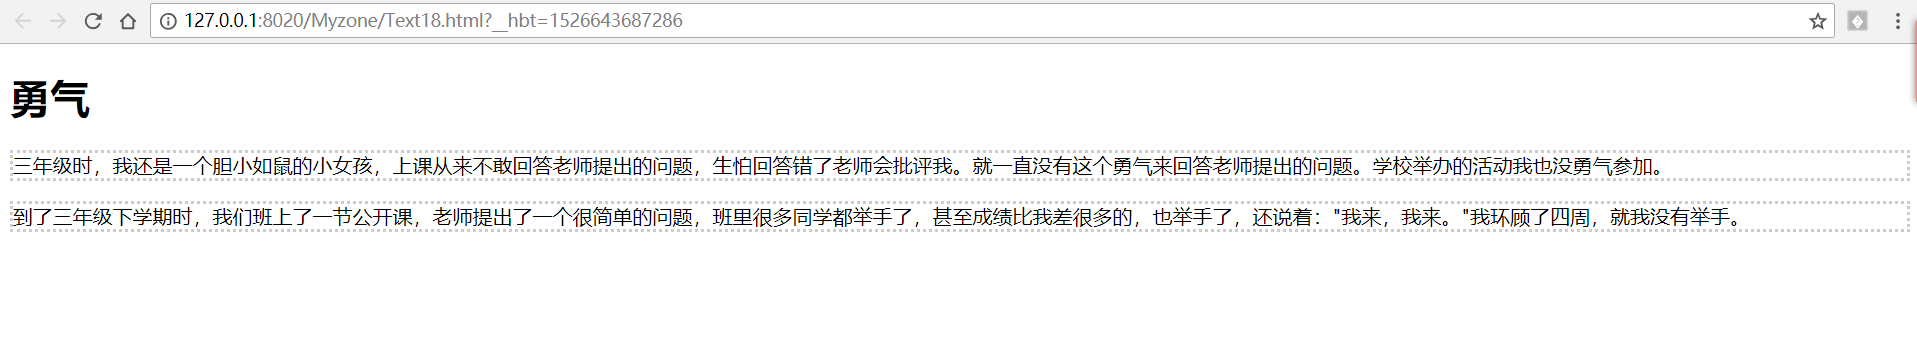 127.0.0.1:8020/Myzone/Text18.html?__hbt=1526643687286
勇气
三年级时，我还是一个胆小如鼠的小女孩，上课从来不敢回答老师提出的问题，生怕回答错了老师会批评我。就一直没有这个勇气来回答老师提出的问题。学校举办的活动我也没勇气参加。
到了三年级下学期时，我们班上了一节公开课，老师提出了一个很简单的问题，班里很多同学都举手了，甚至成绩比我差很多的，也举手了，还说着："我来，我来。"我环顾了四周，就我没有举手。